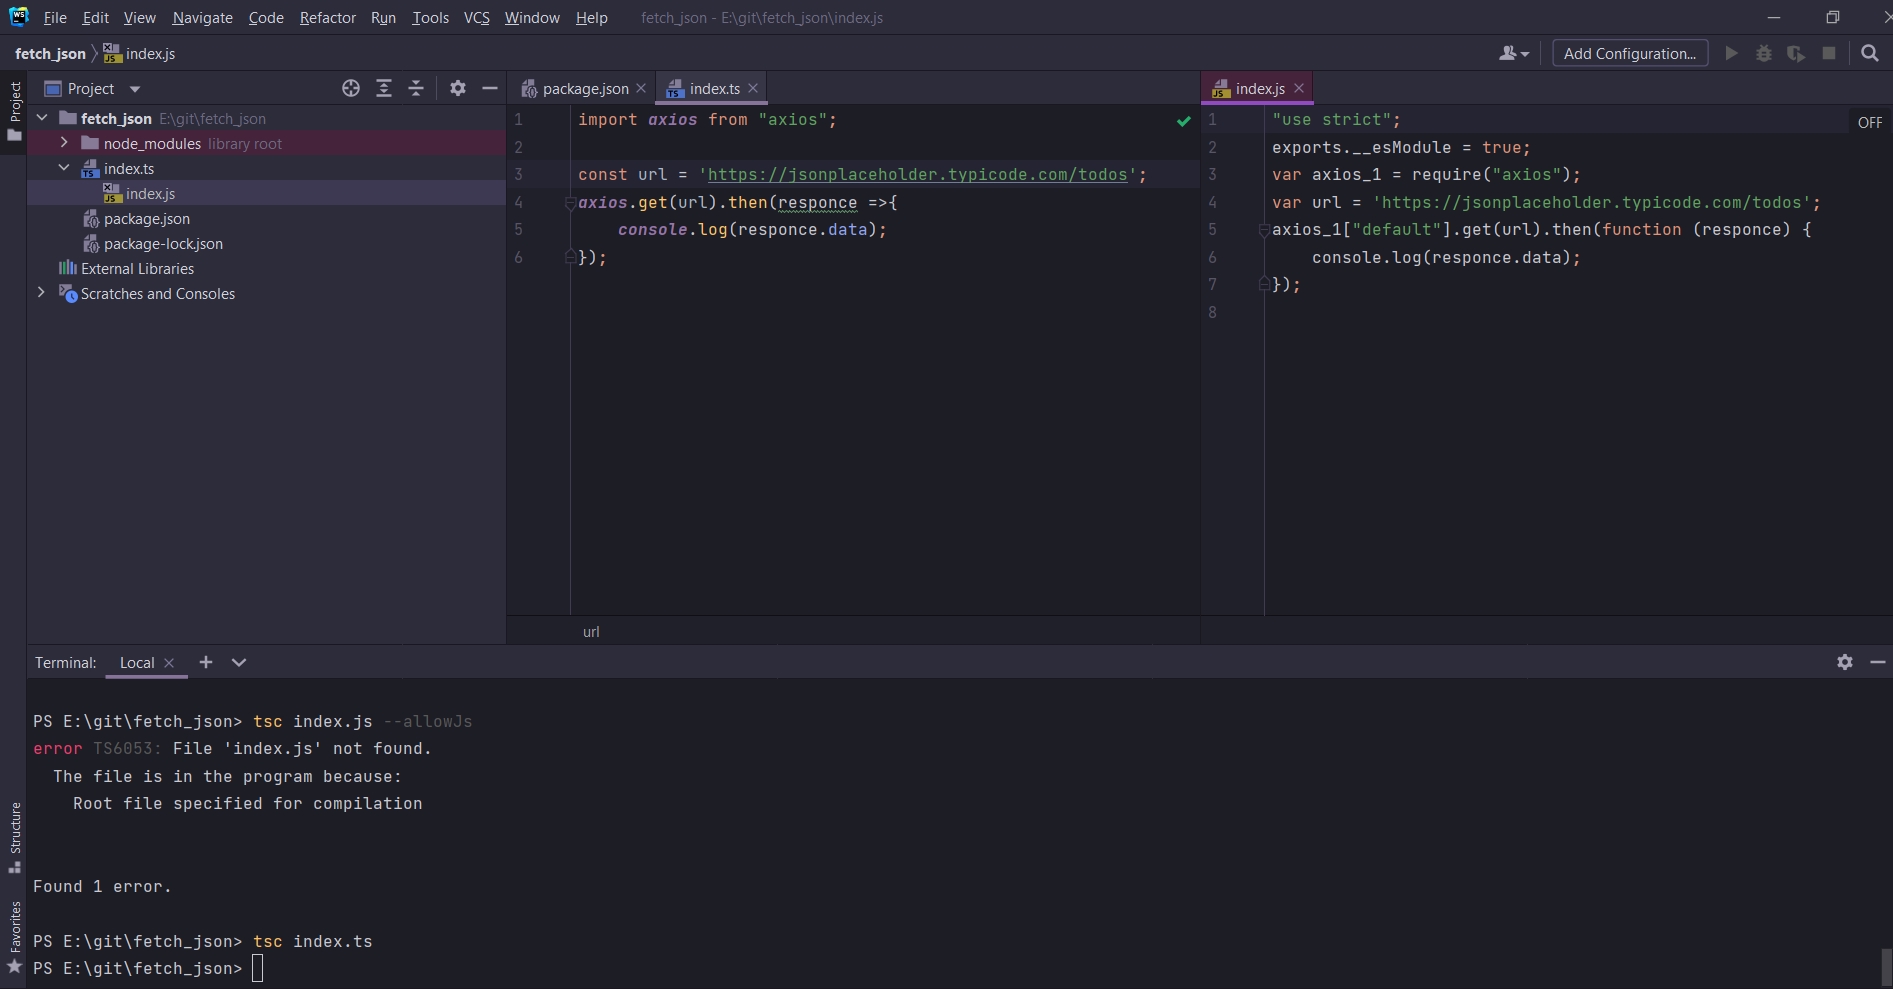 WS File Edit View Navigate Code Refactor Run Tools VCS Window Help fetch_json - E:\git\fetch_json\index.js
fetch_json JS index.js
Add Configuration...
Project
Project
fetch_json E:\git\fetch_json
node_modules library root
TS index.ts
JS index.js
package.json
package-lock.json
External Libraries
Scratches and Consoles
package.json
TS index.ts
1 import axios from "axios";
2
3 const url = 'https://jsonplaceholder.typicode.com/todos';
4 axios.get(url).then(responce =>{
5 console.log(responce.data);
6 });
url
JS index.js
OFF
1 "use strict";
2 exports.__esModule = true;
3 var axios_1 = require("axios");
4 var url = 'https://jsonplaceholder.typicode.com/todos';
5 axios_1["default"].get(url).then(function (responce) {
6 console.log(responce.data);
7 });
8
Terminal: Local
PS E:\git\fetch_json> tsc index.js --allowJs
error TS6053: File 'index.js' not found.
The file is in the program because:
Root file specified for compilation
Found 1 error.
PS E:\git\fetch_json> tsc index.ts
PS E:\git\fetch_json>
Structure
Favorites